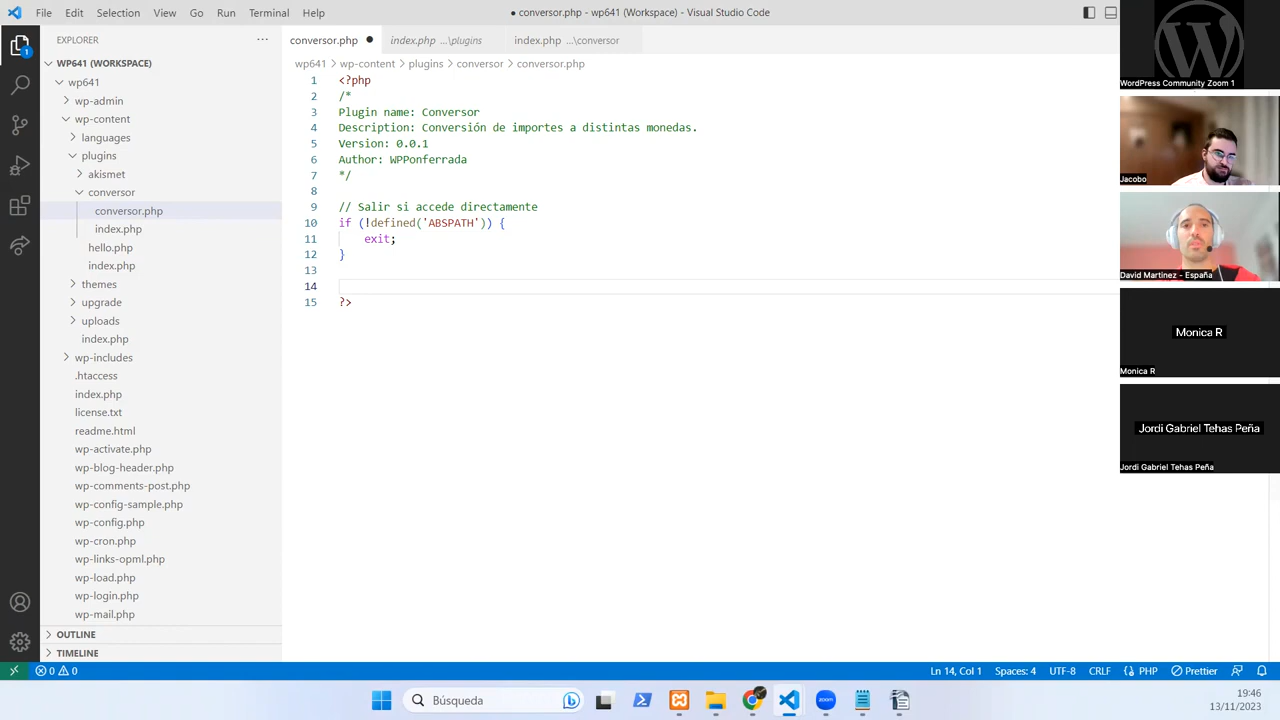 File Edit Selection View Go Run Terminal Help
● conversor.php - wp641 (Workspace) - Visual Studio Code
EXPLORER
WP641 (WORKSPACE)
wp641
wp-admin
wp-content
languages
plugins
akismet
conversor
conversor.php
index.php
hello.php
index.php
themes
upgrade
uploads
index.php
wp-includes
.htaccess
index.php
license.txt
readme.html
wp-activate.php
wp-blog-header.php
wp-comments-post.php
wp-config-sample.php
wp-config.php
wp-cron.php
wp-links-opml.php
wp-load.php
wp-login.php
wp-mail.php
OUTLINE
TIMELINE
conversor.php ● index.php ...\plugins index.php ...\conversor
wp641 > wp-content > plugins > conversor > conversor.php
1 <?php
2 /*
3 Plugin name: Conversor
4 Description: Conversión de importes a distintas monedas.
5 Version: 0.0.1
6 Author: WPPonferrada
7 */
8
9 // Salir si accede directamente
10 if (!defined('ABSPATH')) {
11 exit;
12 }
13
14
15 ?>
WordPress Community Zoom 1
Jacobo
David Martínez - España
Monica R
Monica R
Jordi Gabriel Tehas Peña
Jordi Gabriel Tehas Peña
1
0 0 Ln 14, Col 1 Spaces: 4 UTF-8 CRLF PHP Prettier
Búsqueda
zoom
19:46
13/11/2023